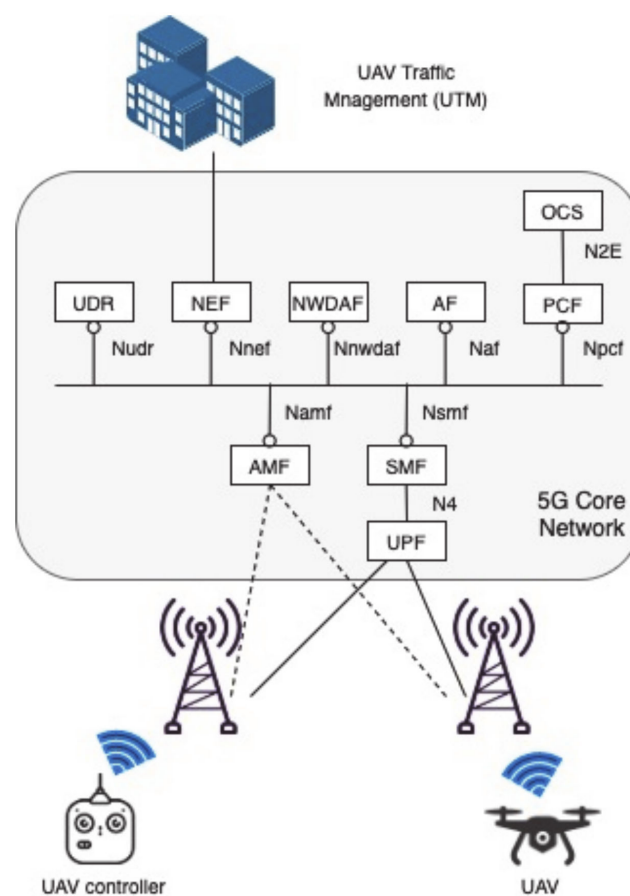 UAV Traffic
Mnagement (UTM)
OCS
N2E
UDR
NEF
NWDAF
AF
PCF
Nudr
Nnef
Nnwdaf
Naf
Npcf
Namf
Nsmf
AMF
SMF
N4
5G Core
Network
UPF
UAV controller
UAV